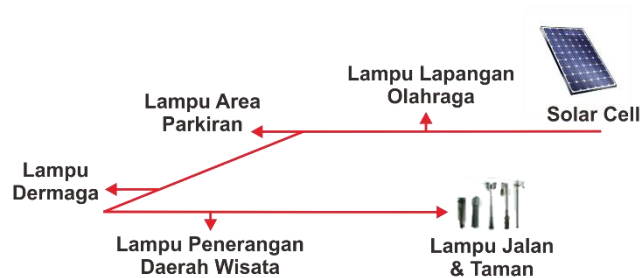 Lampu Lapangan
Olahraga
Solar Cell
Lampu Area
Parkiran
Lampu
Dermaga
Lampu Penerangan
Daerah Wisata
Lampu Jalan
& Taman